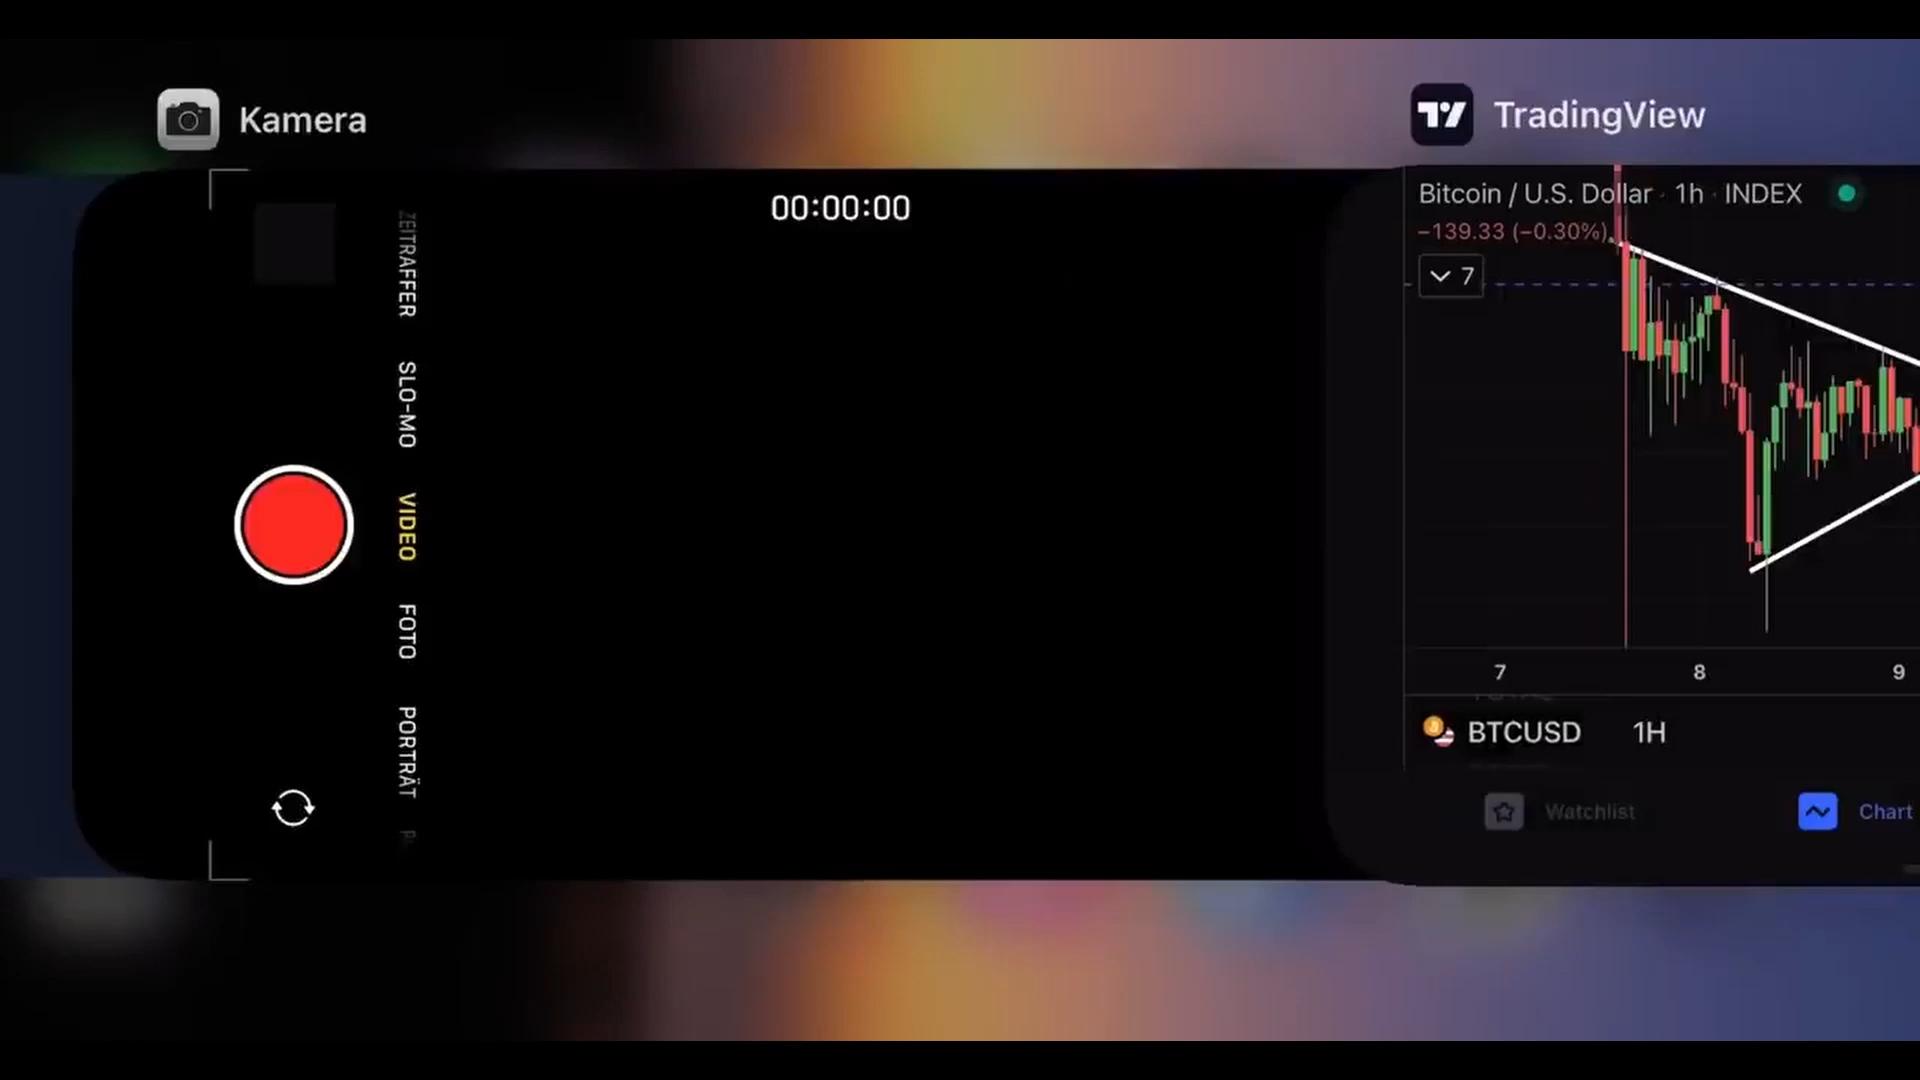 Kamera
00:00:00
ZEITRAFFER
SLO-MO
VIDEO
FOTO
PORTRÄT
TradingView
Bitcoin / U.S. Dollar · 1h · INDEX
−139.33 (−0.30%)
7
7 8 9
BTCUSD 1H
Watchlist Chart